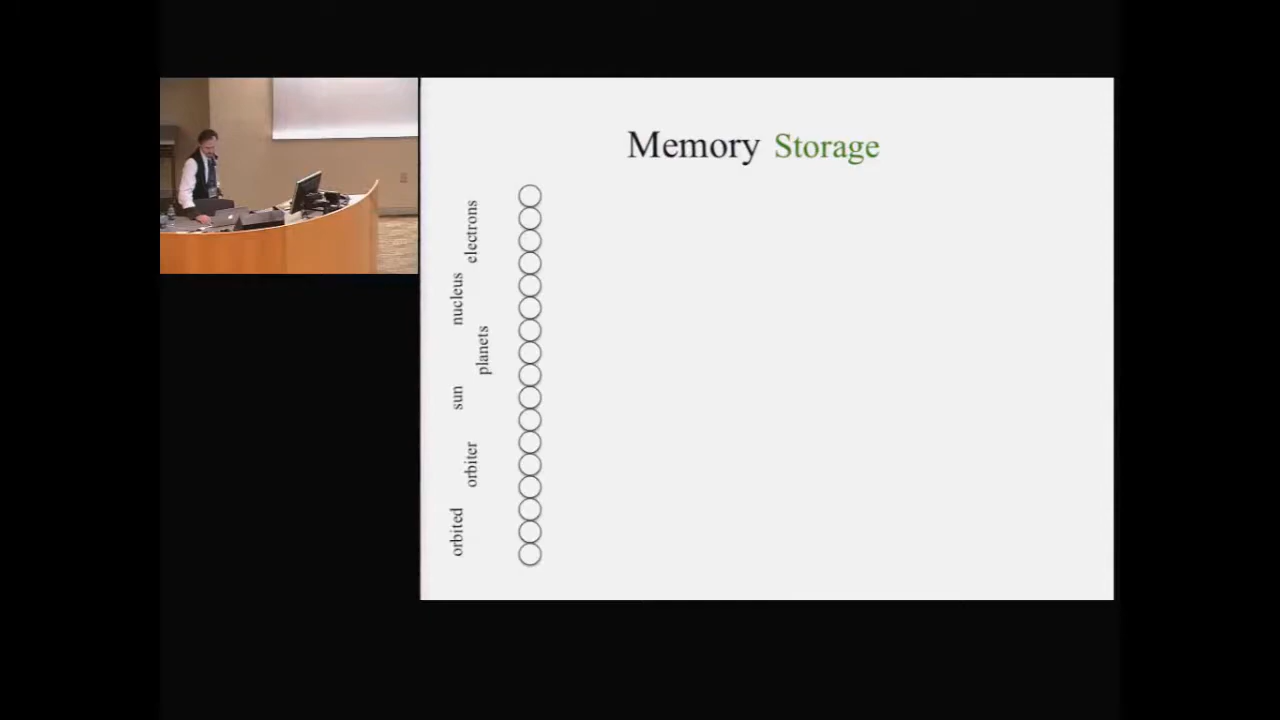 Memory Storage
electrons
nucleus
planets
sun
orbiter
orbited